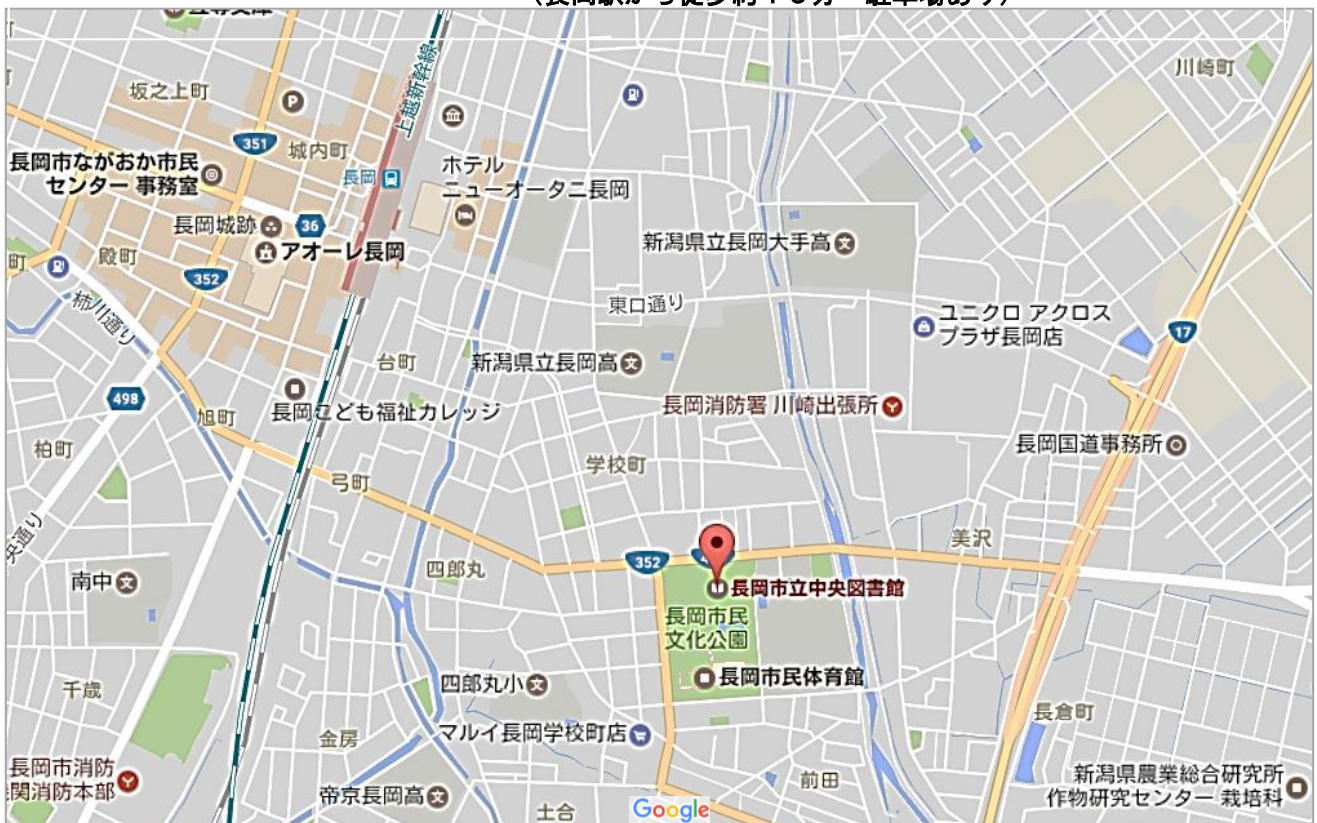 坂之上町
351
城内町
上越新幹線
川崎町
長岡市ながおか市民
センター 事務室
長岡
ホテル
ニューオータニ長岡
長岡城跡
36
アオーレ長岡
殿町
352
新潟県立長岡大手高
柿川通り
東口通り
ユニクロ アクロス
プラザ長岡店
17
台町
新潟県立長岡高
498
旭町
長岡こども福祉カレッジ
長岡消防署 川崎出張所
柏町
弓町
学校町
長岡国道事務所
央通り
南中
四郎丸
352
美沢
長岡市立中央図書館
長岡市民
文化公園
長岡市民体育館
千歳
四郎丸小
長倉町
金房
マルイ長岡学校町店
長岡市消防
関消防本部
帝京長岡高
土合
前田
新潟県農業総合研究所
作物研究センター 栽培科
Google